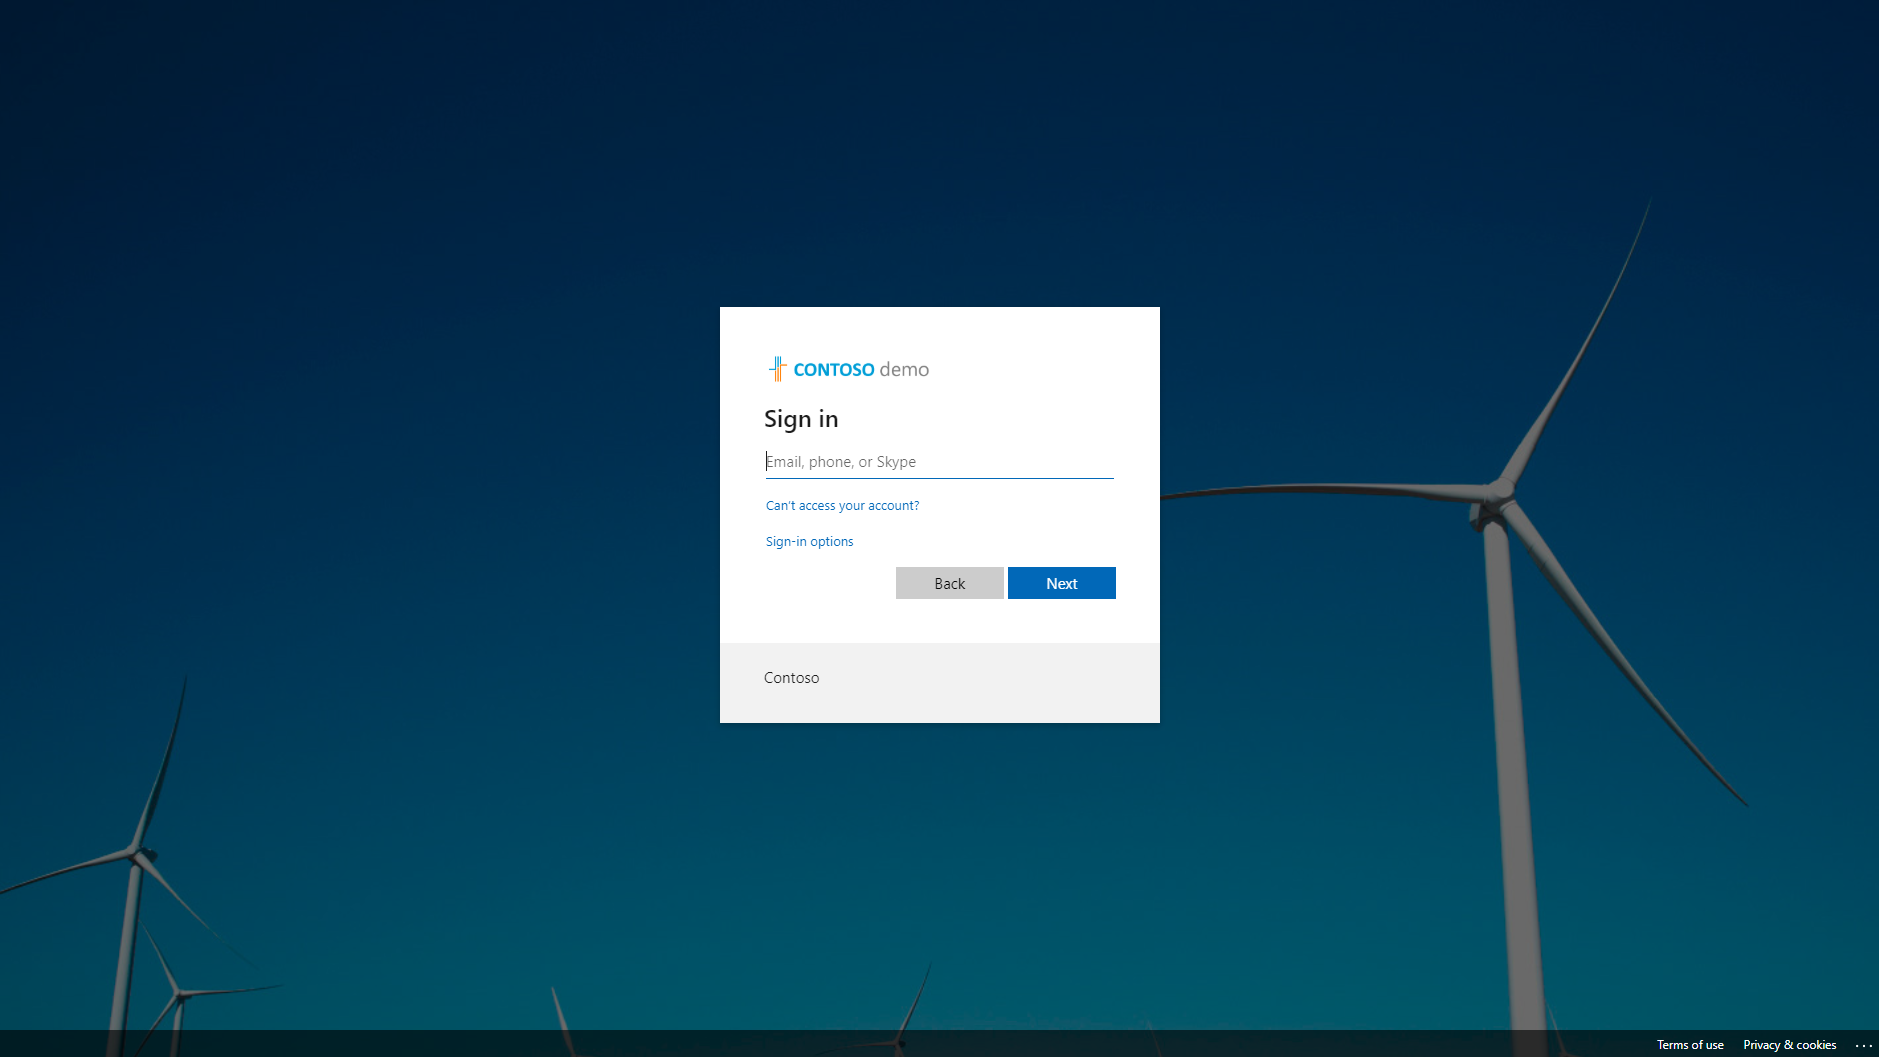 CONTOSO demo
Sign in
Email, phone, or Skype
Can't access your account?
Sign-in options
Back Next
Contoso
Terms of use Privacy & cookies ...